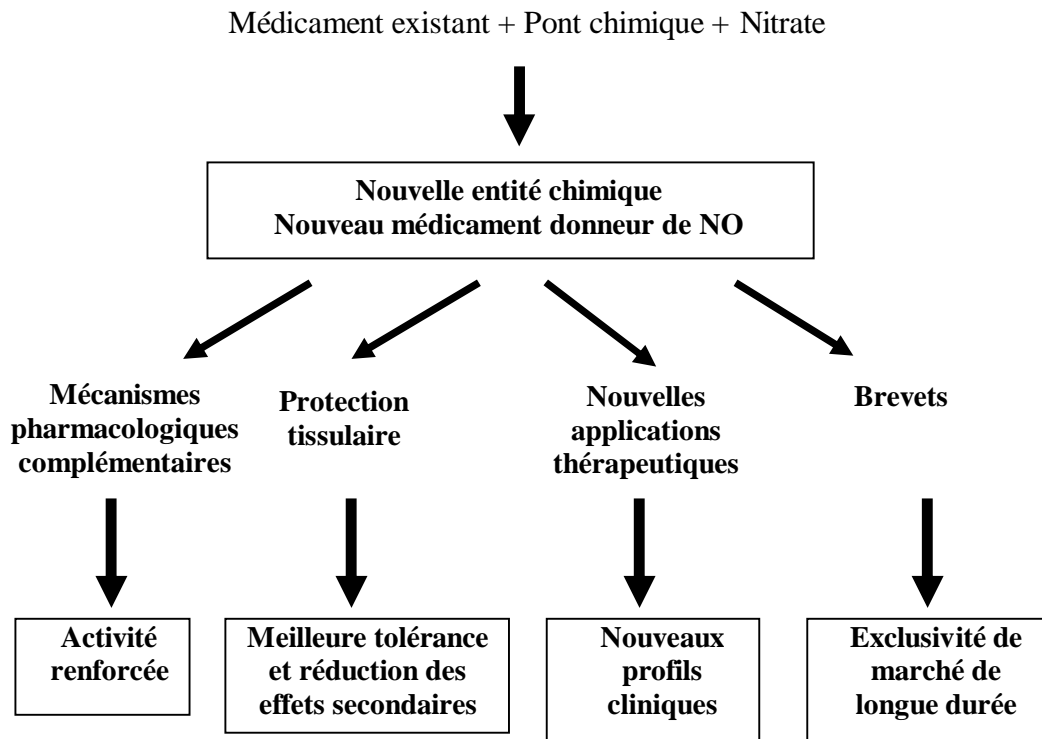 Médicament existant + Pont chimique + Nitrate
Nouvelle entité chimique
Nouveau médicament donneur de NO
Mécanismes
pharmacologiques
complémentaires
Protection
tissulaire
Nouvelles
applications
thérapeutiques
Brevets
Activité
renforcée
Meilleure tolérance
et réduction des
effets secondaires
Nouveaux
profils
cliniques
Exclusivité de
marché de
longue durée